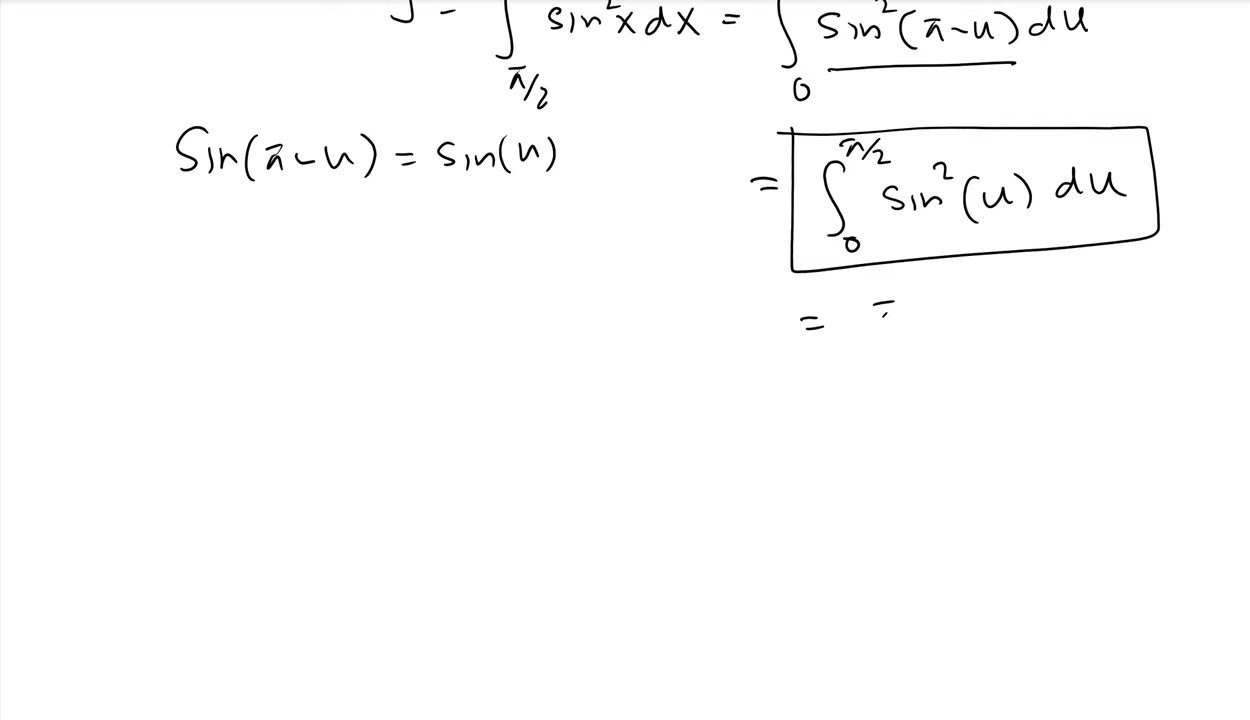 J = ∫_{π/2} sin²x dx = ∫_{0} sin²(π-u) du
Sin(π-u) = sin(u)
= ∫_{0}^{π/2} sin²(u) du
=